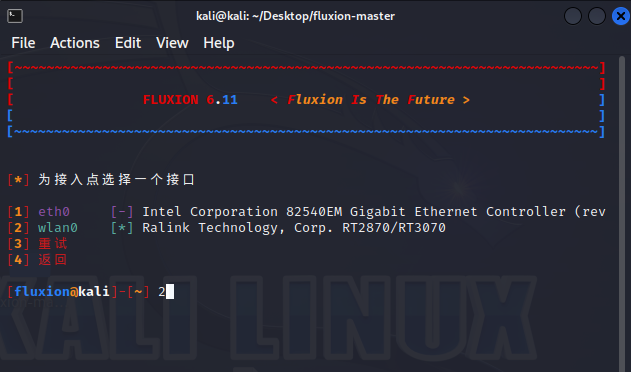 kali@kali: ~/Desktop/fluxion-master
File Actions Edit View Help
[~~~~~~~~~~~~~~~~~~~~~~~~~~~~~~~~~~~~~~~~~~~~~~~~~~~~~~~~~~~~~~~~~~~~~~~~~~]
[ ]
[ FLUXION 6.11 < Fluxion Is The Future > ]
[ ]
[~~~~~~~~~~~~~~~~~~~~~~~~~~~~~~~~~~~~~~~~~~~~~~~~~~~~~~~~~~~~~~~~~~~~~~~~~~]
[*] 为接入点选择一个接口
[1] eth0 [-] Intel Corporation 82540EM Gigabit Ethernet Controller (rev
[2] wlan0 [*] Ralink Technology, Corp. RT2870/RT3070
[3] 重试
[4] 返回
[fluxion@kali]-[~] 2
KALI LINUX